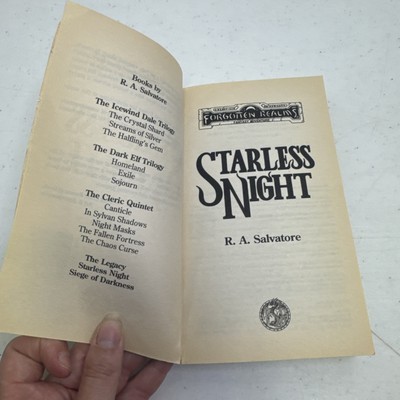 Books by
R. A. Salvatore
The Icewind Dale Trilogy
The Crystal Shard
Streams of Silver
The Halfling's Gem
The Dark Elf Trilogy
Homeland
Exile
Sojourn
The Cleric Quintet
Canticle
In Sylvan Shadows
Night Masks
The Fallen Fortress
The Chaos Curse
The Legacy
Starless Night
Siege of Darkness
FORGOTTEN REALMS
STARLESS
NIGHT
R. A. Salvatore